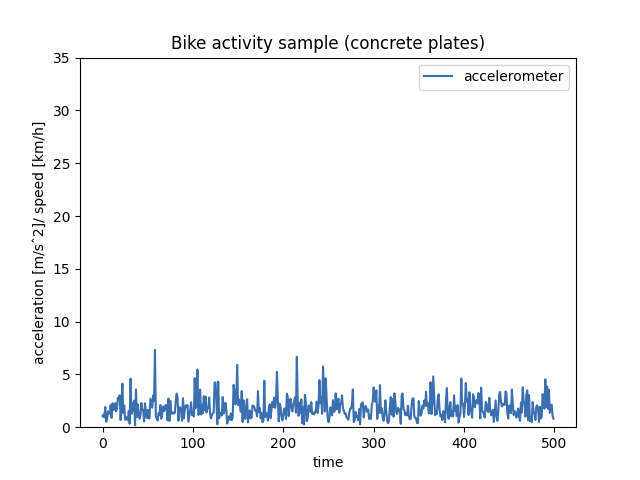 Bike activity sample (concrete plates)
accelerometer
35
30
25
20
15
10
5
0
acceleration [m/sˆ2]/ speed [km/h]
0 100 200 300 400 500
time